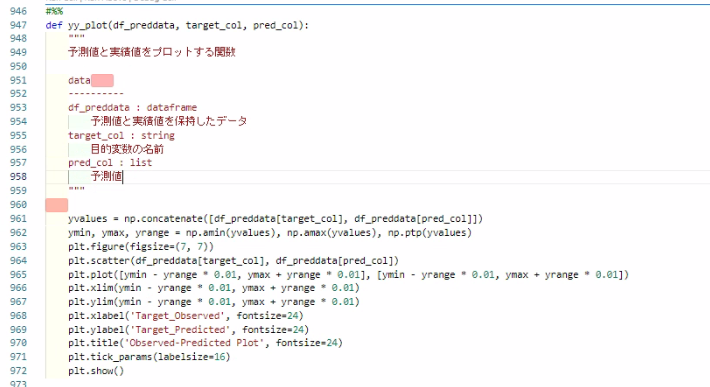 946 #%%
947 def yy_plot(df_preddata, target_col, pred_col):
948 """
949 予測値と実績値をプロットする関数
950
951 data
952 ----------
953 df_preddata : dataframe
954 予測値と実績値を保持したデータ
955 target_col : string
956 目的変数の名前
957 pred_col : list
958 予測値
959 """
960
961 yvalues = np.concatenate([df_preddata[target_col], df_preddata[pred_col]])
962 ymin, ymax, yrange = np.amin(yvalues), np.amax(yvalues), np.ptp(yvalues)
963 plt.figure(figsize=(7, 7))
964 plt.scatter(df_preddata[target_col], df_preddata[pred_col])
965 plt.plot([ymin - yrange * 0.01, ymax + yrange * 0.01], [ymin - yrange * 0.01, ymax + yrange * 0.01])
966 plt.xlim(ymin - yrange * 0.01, ymax + yrange * 0.01)
967 plt.ylim(ymin - yrange * 0.01, ymax + yrange * 0.01)
968 plt.xlabel('Target_Observed', fontsize=24)
969 plt.ylabel('Target_Predicted', fontsize=24)
970 plt.title('Observed-Predicted Plot', fontsize=24)
971 plt.tick_params(labelsize=16)
972 plt.show()
973